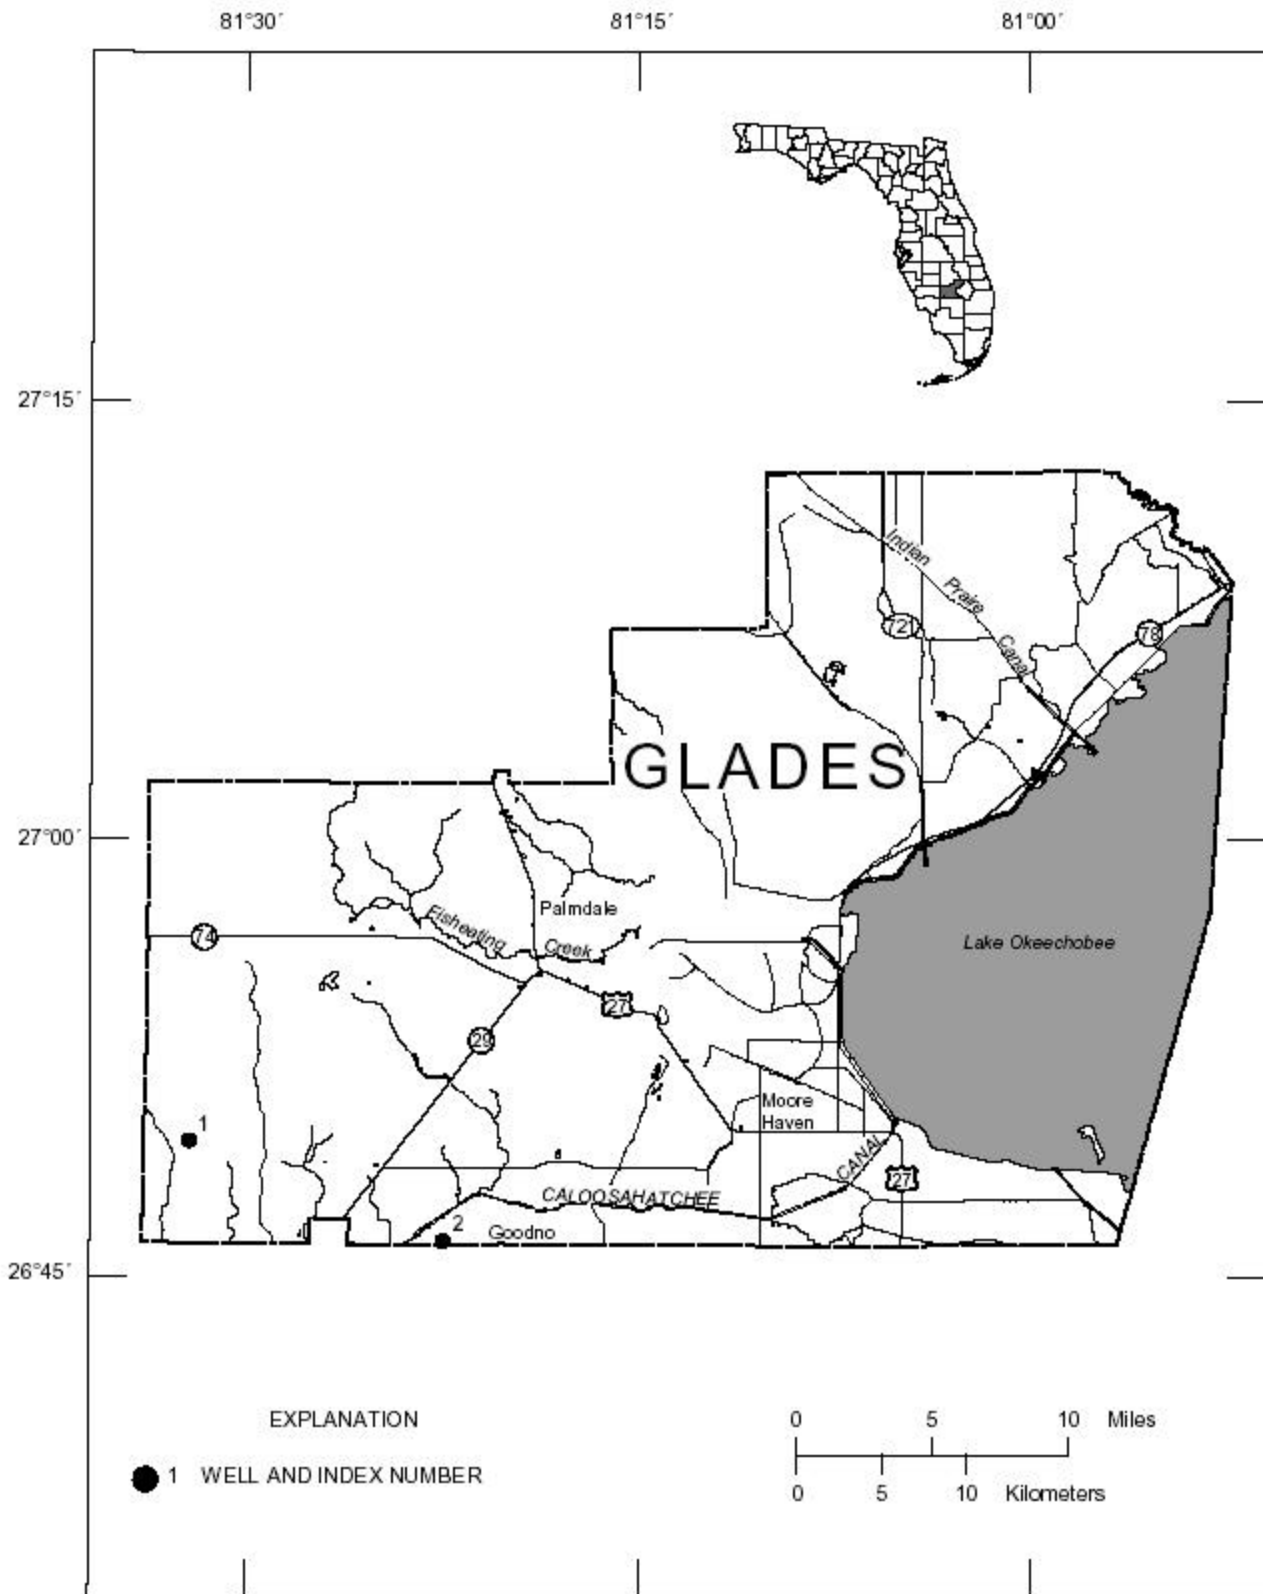 81°30´ 81°15´ 81°00´
27°15´
Indian
Praire
Canal
721
78
GLADES
27°00´
Palmdale
Fisheating
Creek
74
Lake Okeechobee
27
29
Moore
Haven
1
CANAL
27
CALOOSAHATCHEE
2
Goodno
26°45´
EXPLANATION
1 WELL AND INDEX NUMBER
0 5 10 Miles
0 5 10 Kilometers